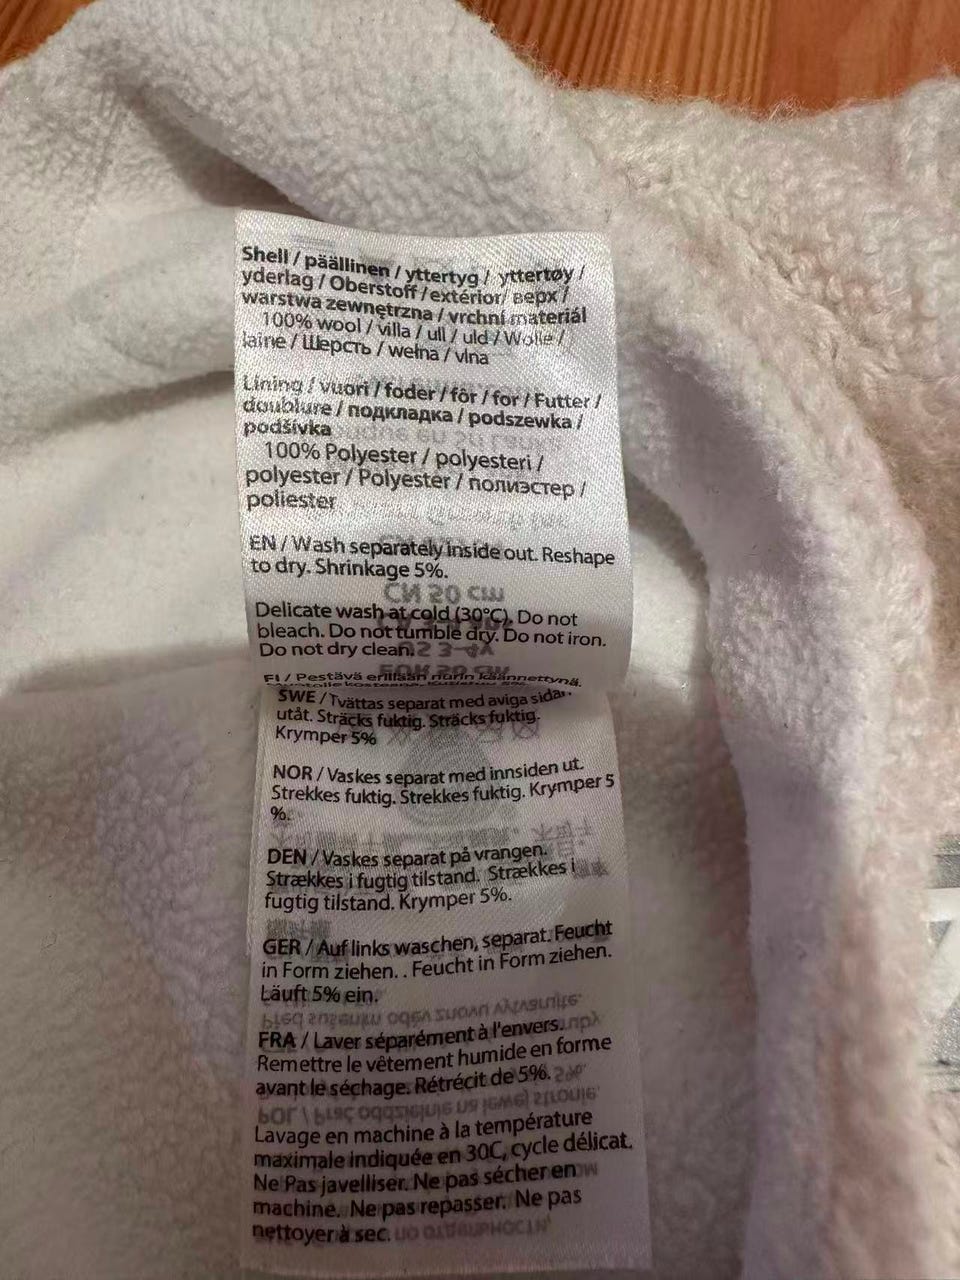 Shell / päällinen / yttertyg / yttertøy /
yderlag / Oberstoff / extérior/ верх /
warstwa zewnętrzna / vrchní materiál
100% wool / villa / ull / uld / Wolle /
laine / Шерсть / wełna / vlna
Lining / vuori / foder / fôr / for / Futter /
doublure / подкладка / podszewka /
podšívka
100% Polyester / polyesteri /
polyester / Polyester / полиэстер /
poliester
EN / Wash separately inside out. Reshape
to dry. Shrinkage 5%.
Delicate wash at cold (30°C). Do not
bleach. Do not tumble dry. Do not iron.
Do not dry clean.
FI / Pestävä erillään nurin käännettynä.
SWE / Tvättas separat med aviga sidan
utåt. Sträcks fuktig. Sträcks fuktig.
Krymper 5%
NOR / Vaskes separat med innsiden ut.
Strekkes fuktig. Strekkes fuktig. Krymper 5
%.
DEN / Vaskes separat på vrangen.
Strækkes i fugtig tilstand. Strækkes i
fugtig tilstand. Krymper 5%.
GER / Auf links waschen, separat. Feucht
in Form ziehen. . Feucht in Form ziehen.
Läuft 5% ein.
FRA / Laver séparément à l'envers.
Remettre le vêtement humide en forme
avant le séchage. Rétrécit de 5%.
Lavage en machine à la température
maximale indiquée en 30C, cycle délicat.
Ne Pas javelliser. Ne pas sécher en
machine. Ne pas repasser. Ne pas
nettoyer à sec.